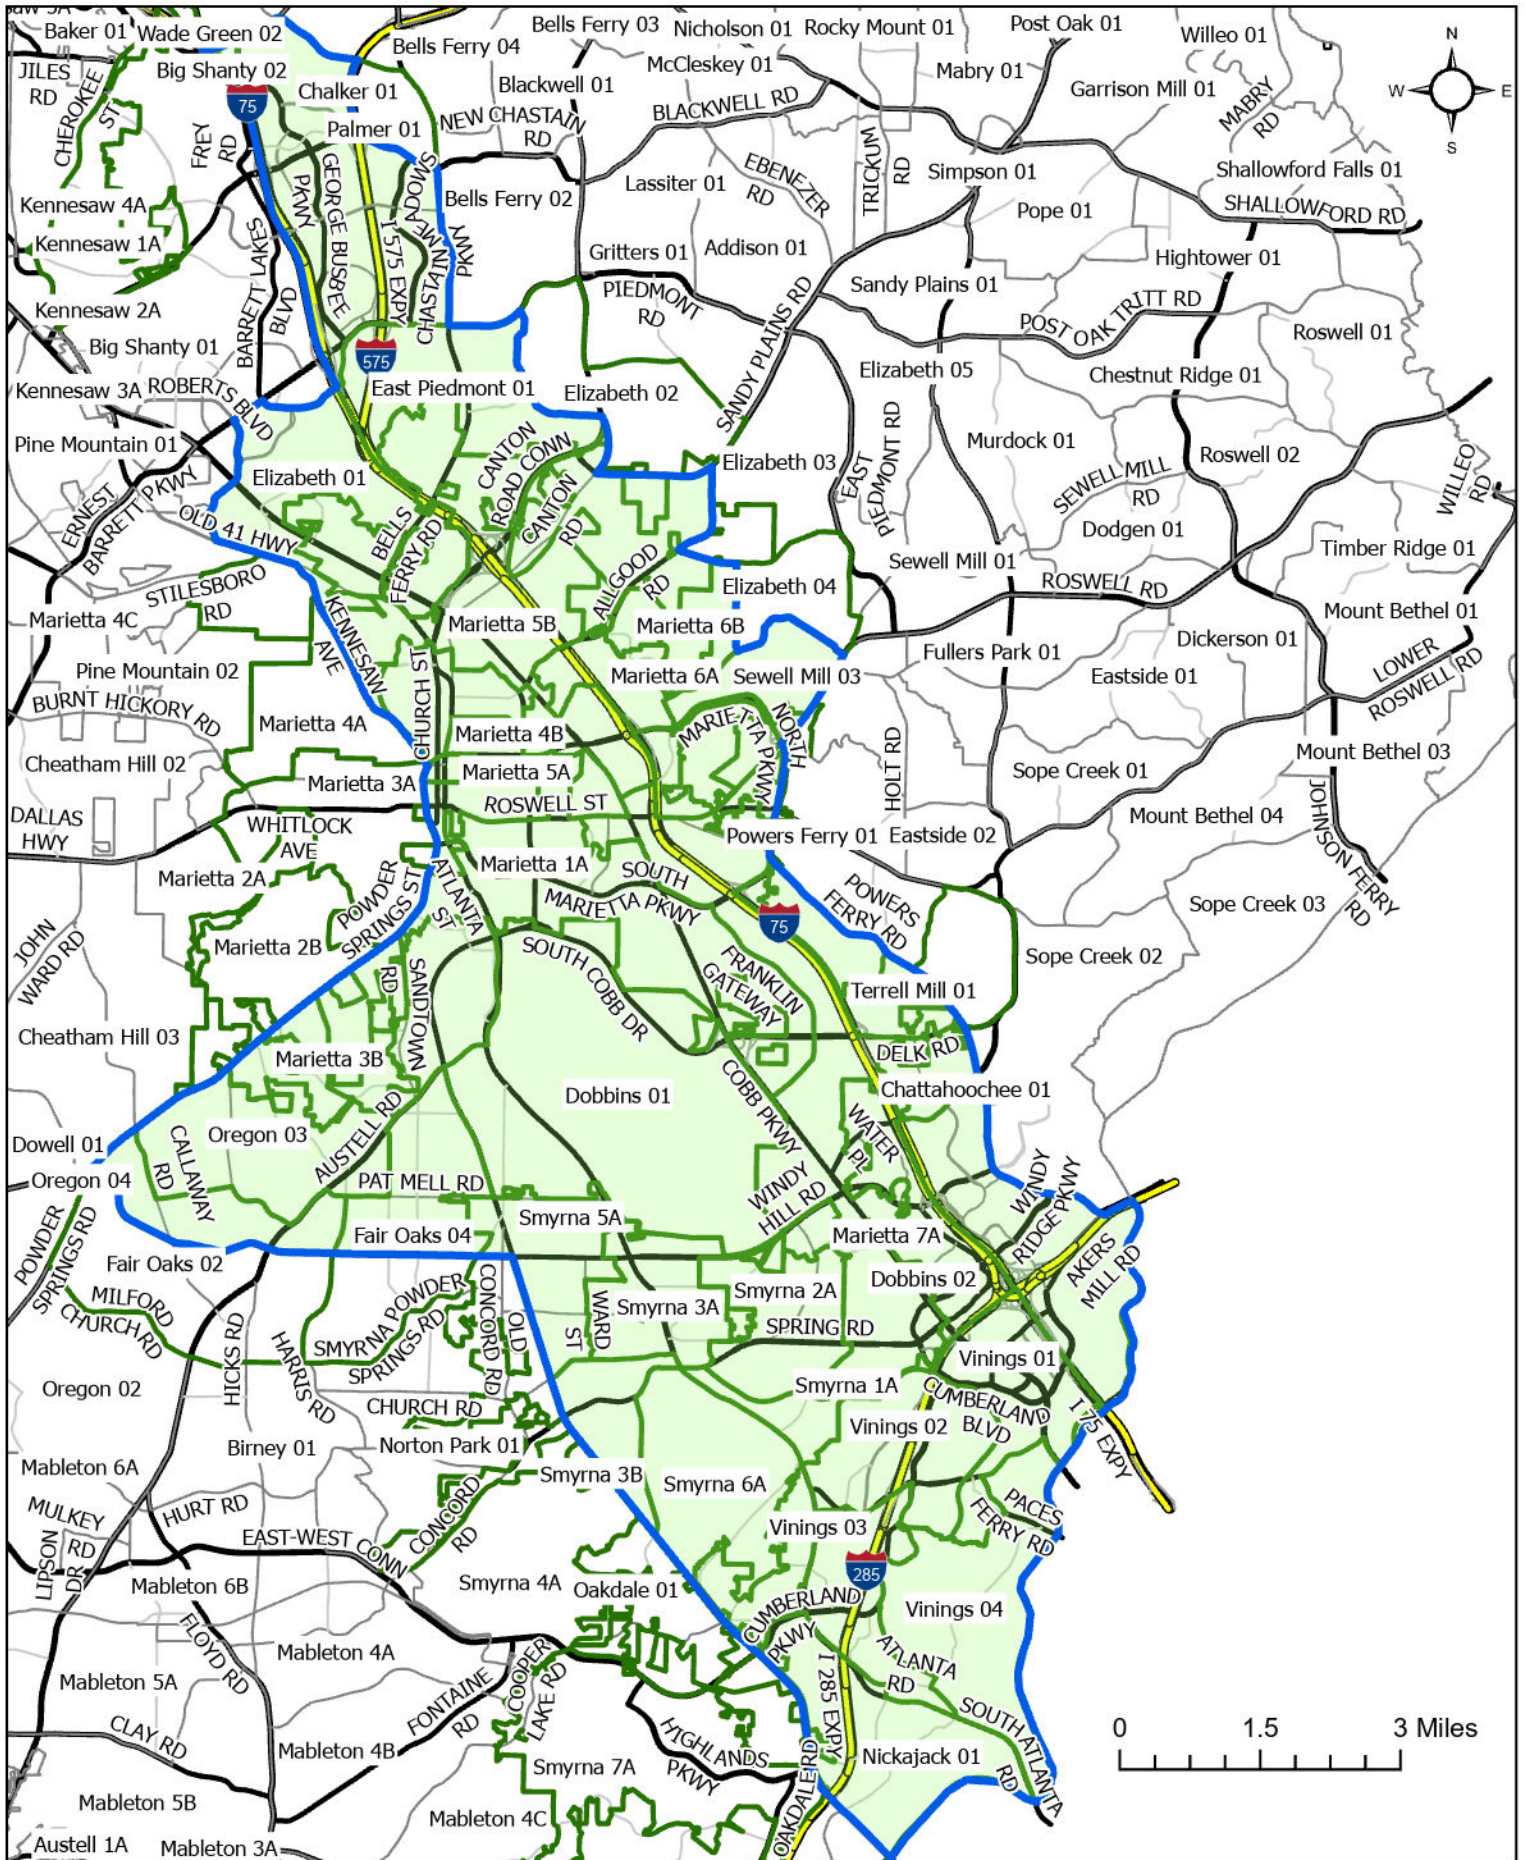 Baker 01
Wade Green 02
Bells Ferry 04
Bells Ferry 03
Nicholson 01
Rocky Mount 01
Post Oak 01
Willeo 01
N
W
E
S
JILES
RD
Big Shanty 02
Chalker 01
Blackwell 01
McCleskey 01
Mabry 01
Garrison Mill 01
MABRY
RD
CHEROKEE
ST
75
FREY
RD
Palmer 01
NEW CHASTAIN
RD
BLACKWELL RD
EBENEZER
RD
TRICKUM
RD
Simpson 01
Shallowford Falls 01
Kennesaw 4A
Bells Ferry 02
Lassiter 01
Pope 01
SHALLOWFORD RD
GEORGE BUSBEE
PKWY
I 575 EXPY
CHASTAIN MEADOWS
PKWY
Kennesaw 1A
Gritters 01
Addison 01
Hightower 01
BARRETT LAKES
BLVD
Kennesaw 2A
PIEDMONT
RD
SANDY PLAINS RD
Sandy Plains 01
POST OAK TRITT RD
Roswell 01
Big Shanty 01
575
Kennesaw 3A
ROBERTS BLVD
East Piedmont 01
Elizabeth 02
Elizabeth 05
Chestnut Ridge 01
Pine Mountain 01
Elizabeth 01
CANTON
ROAD CONN
CANTON
RD
Elizabeth 03
EAST
PIEDMONT RD
Murdock 01
Roswell 02
SEWELL MILL
RD
WILLEO
RD
ERNEST
BARRETT PKWY
OLD 41 HWY
BELLS
FERRY RD
Dodgen 01
Sewell Mill 01
Timber Ridge 01
STILESBORO
RD
ALLGOOD
RD
Elizabeth 04
ROSWELL RD
Marietta 4C
KENNESAW
AVE
Marietta 5B
Marietta 6B
Mount Bethel 01
Dickerson 01
Pine Mountain 02
CHURCH ST
Marietta 6A
Sewell Mill 03
Fullers Park 01
Eastside 01
LOWER
ROSWELL RD
BURNT HICKORY RD
Marietta 4A
Marietta 4B
NORTH
MARIETTA PKWY
HOLT RD
Cheatham Hill 02
Marietta 3A
Marietta 5A
Sope Creek 01
Mount Bethel 03
DALLAS
HWY
ROSWELL ST
Mount Bethel 04
JOHNSON FERRY
RD
WHITLOCK
AVE
Powers Ferry 01
Eastside 02
Marietta 2A
POWDER
SPRINGS ST
ATLANTA
ST
Marietta 1A
SOUTH
MARIETTA PKWY
POWERS
FERRY RD
75
Sope Creek 03
JOHN
WARD RD
Marietta 2B
SANDTOWN
RD
SOUTH COBB DR
FRANKLIN
GATEWAY
Sope Creek 02
Terrell Mill 01
Cheatham Hill 03
Marietta 3B
DELK RD
Dobbins 01
COBB PKWY
Chattahoochee 01
Oregon 03
AUSTELL RD
WATER
PL
Dowell 01
CALLAWAY
RD
Oregon 04
PAT MELL RD
WINDY
HILL RD
WINDY
RIDGE PKWY
POWDER
SPRINGS RD
Smyrna 5A
Fair Oaks 04
Marietta 7A
AKERS
MILL RD
Fair Oaks 02
Dobbins 02
MILFORD
CHURCH RD
SMYRNA POWDER
SPRINGS RD
OLD
CONCORD RD
WARD
ST
Smyrna 3A
Smyrna 2A
SPRING RD
HICKS RD
HARRIS RD
Vinings 01
Oregon 02
Smyrna 1A
CUMBERLAND
BLVD
I 75 EXPY
CHURCH RD
Vinings 02
Birney 01
Norton Park 01
Mableton 6A
Smyrna 3B
Smyrna 6A
CONCORD
RD
MULKEY
RD
HURT RD
PACES
FERRY RD
Vinings 03
EAST-WEST CONN
LIPSON
DR
Mableton 6B
Smyrna 4A
Oakdale 01
285
CUMBERLAND
PKWY
Vinings 04
FLOYD RD
Mableton 4A
ATLANTA
RD
Mableton 5A
COOPER
LAKE RD
FONTAINE
RD
I 285 EXPY
SOUTH ATLANTA
RD
CLAY RD
Mableton 4B
HIGHLANDS
PKWY
Nickajack 01
0 1.5 3 Miles
Smyrna 7A
OAKDALE RD
Mableton 5B
Mableton 4C
Austell 1A
Mableton 3A